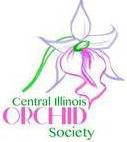 Central Illinois
ORCHID
Society